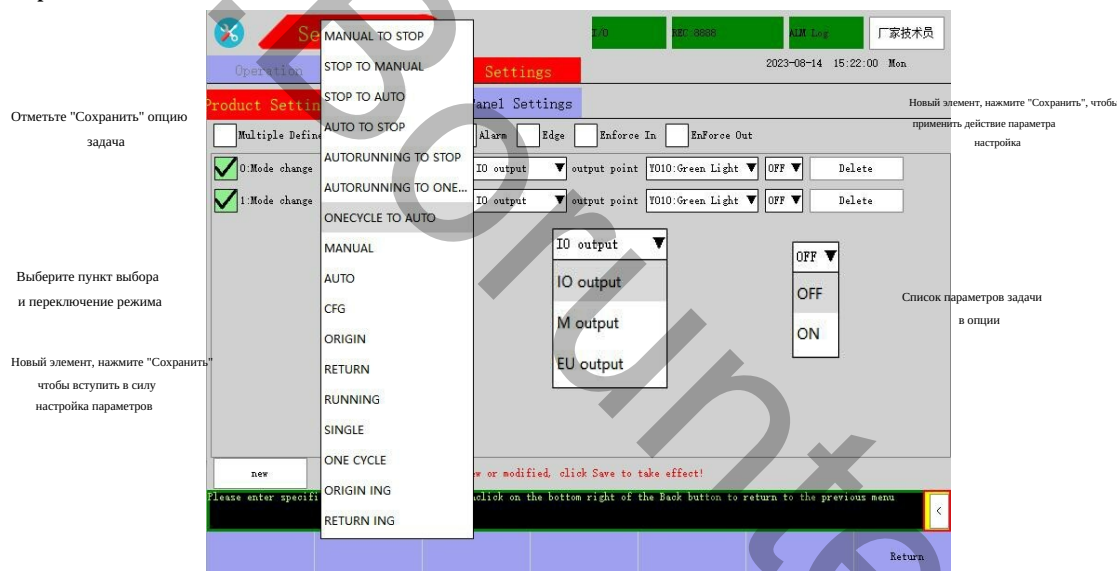 Se
MANUAL TO STOP
I/O
REC:8888
ALM Log
厂家技术员
Operation
STOP TO MANUAL
Settings
2023-08-14 15:22:00 Mon
Product Settin
STOP TO AUTO
anel Settings
Multiple Define
AUTO TO STOP
Alarm
Edge
Enforce In
EnForce Out
0:Mode change
AUTORUNNING TO STOP
IO output
output point
Y010:Green Light
OFF
Delete
AUTORUNNING TO ONE...
1:Mode change
IO output
output point
Y010:Green Light
OFF
Delete
ONECYCLE TO AUTO
MANUAL
AUTO
CFG
ORIGIN
RETURN
RUNNING
SINGLE
ONE CYCLE
ORIGIN ING
RETURN ING
IO output
IO output
M output
EU output
OFF
OFF
ON
Отметьте "Сохранить" опцию
задача
Выберите пункт выбора
и переключение режима
Новый элемент, нажмите "Сохранить"
чтобы вступить в силу
настройка параметров
Новый элемент, нажмите "Сохранить", чтобы
применить действие параметра
настройка
Список параметров задачи
в опции
new
w or modified, click Save to take effect!
Please enter specifi
click on the bottom right of the Back button to return to the previous menu
<
Return
Borunte